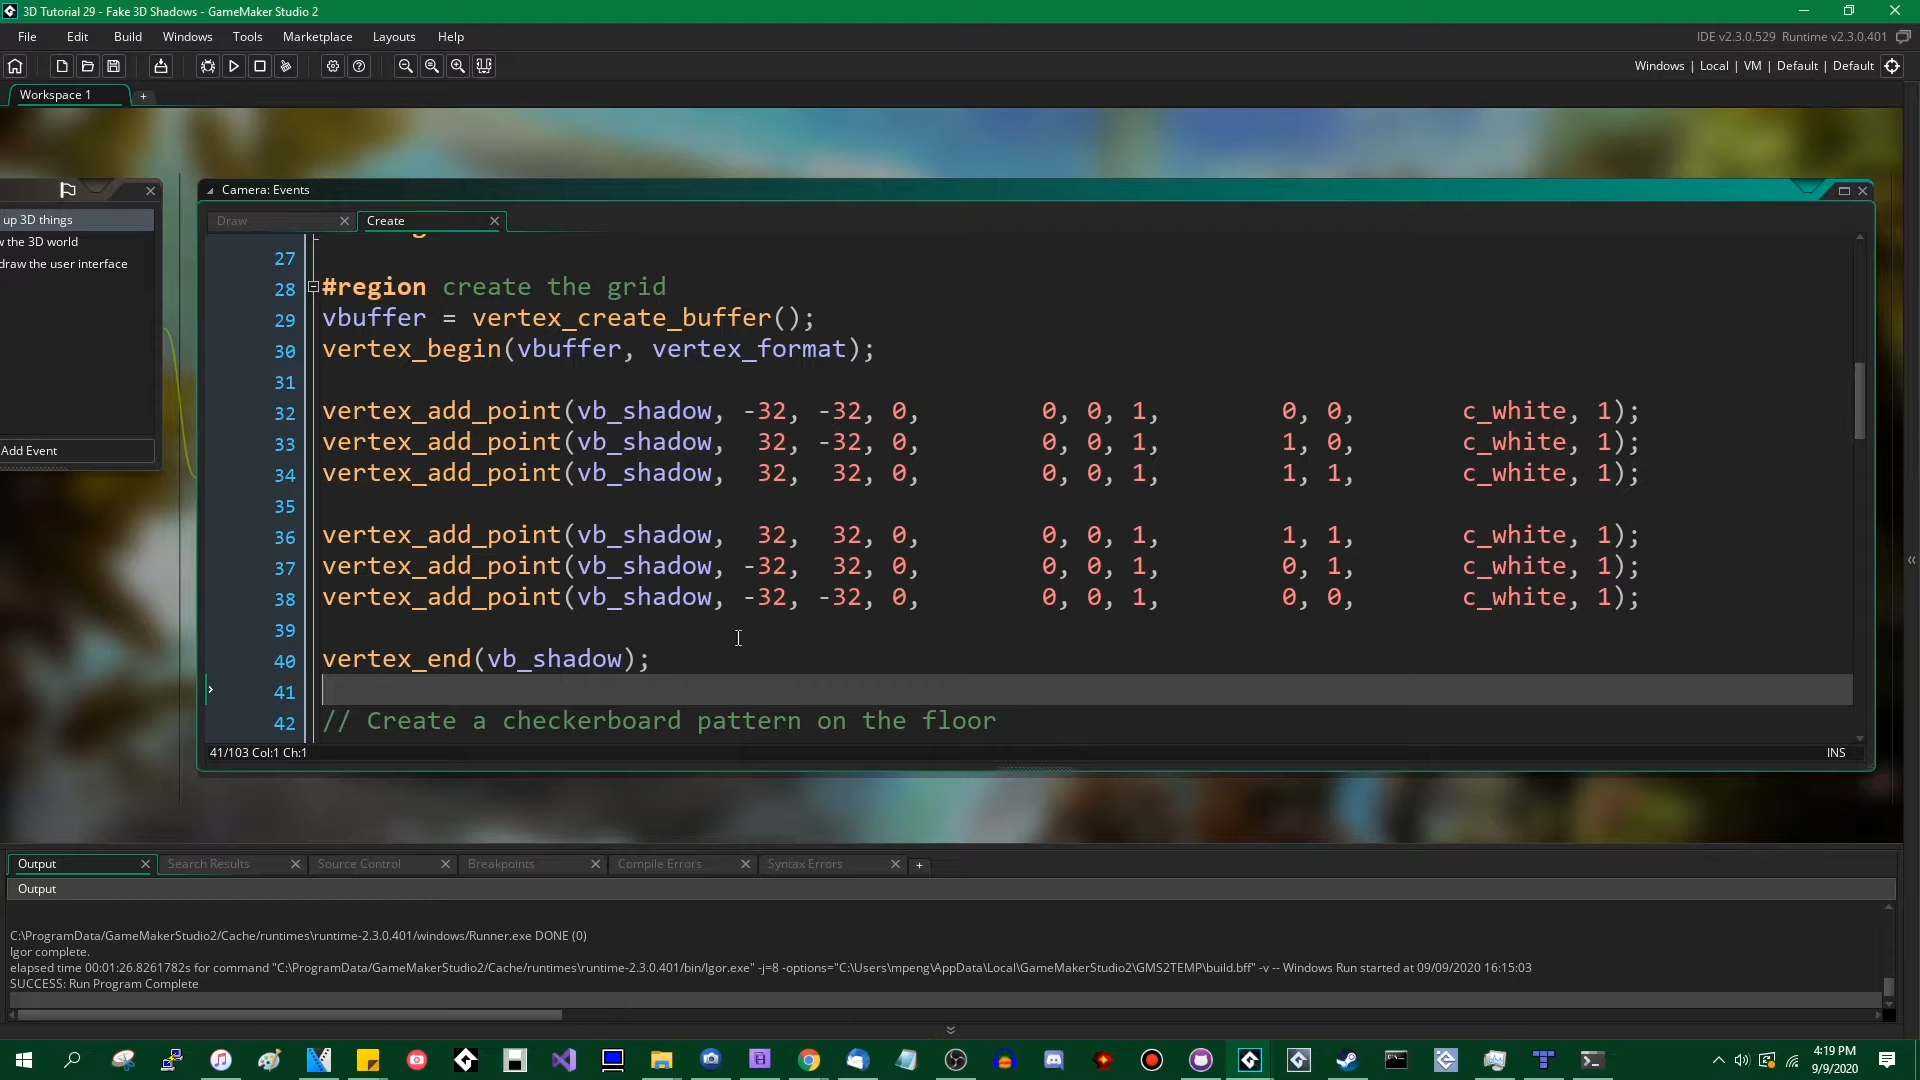 3D Tutorial 29 - Fake 3D Shadows - GameMaker Studio 2
File Edit Build Windows Tools Marketplace Layouts Help
IDE v2.3.0.529 Runtime v2.3.0.401
Windows | Local | VM | Default | Default
Workspace 1 +
Camera: Events
up 3D things
the 3D world
draw the user interface
Add Event
Draw Create
27
28 #region create the grid
29 vbuffer = vertex_create_buffer();
30 vertex_begin(vbuffer, vertex_format);
31
32 vertex_add_point(vb_shadow, -32, -32, 0, 0, 0, 1, 0, 0, c_white, 1);
33 vertex_add_point(vb_shadow, 32, -32, 0, 0, 0, 1, 1, 0, c_white, 1);
34 vertex_add_point(vb_shadow, 32, 32, 0, 0, 0, 1, 1, 1, c_white, 1);
35
36 vertex_add_point(vb_shadow, 32, 32, 0, 0, 0, 1, 1, 1, c_white, 1);
37 vertex_add_point(vb_shadow, -32, 32, 0, 0, 0, 1, 0, 1, c_white, 1);
38 vertex_add_point(vb_shadow, -32, -32, 0, 0, 0, 1, 0, 0, c_white, 1);
39
40 vertex_end(vb_shadow);
41
42 // Create a checkerboard pattern on the floor
41/103 Col:1 Ch:1 INS
Output Search Results Source Control Breakpoints Compile Errors Syntax Errors +
Output
C:\ProgramData/GameMakerStudio2/Cache/runtimes\runtime-2.3.0.401/windows/Runner.exe DONE (0)
Igor complete.
elapsed time 00:01:26.8261782s for command "C:\ProgramData/GameMakerStudio2/Cache/runtimes\runtime-2.3.0.401/bin/Igor.exe" -j=8 -options="C:\Users\mpeng\AppData\Local\GameMakerStudio2\GMS2TEMP\build.bff" -v -- Windows Run started at 09/09/2020 16:15:03
SUCCESS: Run Program Complete
4:19 PM
9/9/2020